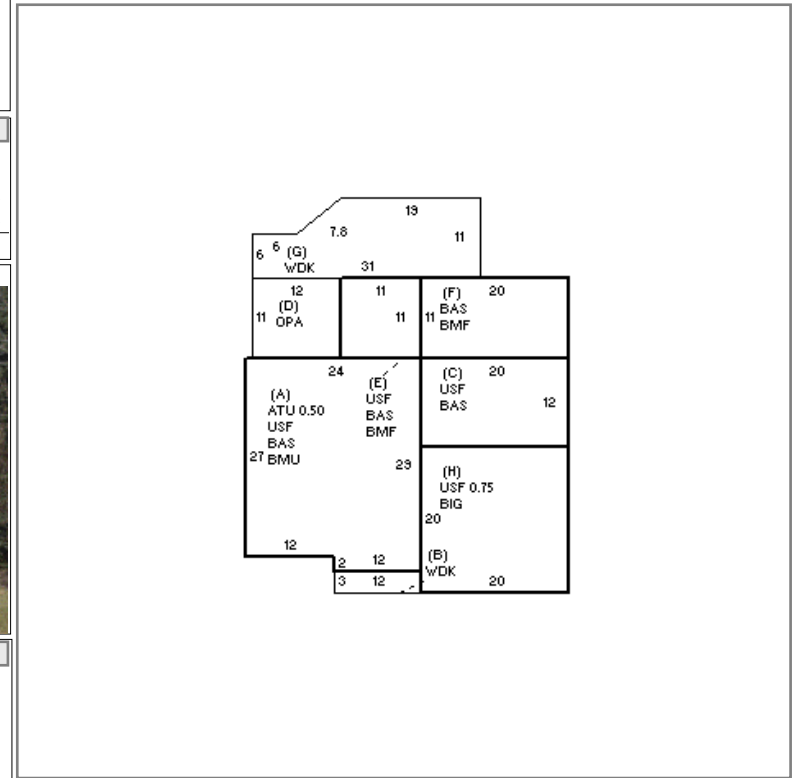 19
7.8
11
6 6 (G)
WDK
31
12
(D)
11 OPA
11
11
(F) 20
11 BAS
BMF
24
(E)
USF
BAS
BMF
(C) 20
USF
BAS
12
(A)
ATU 0.50
USF
BAS
27 BMU
29
(H)
USF 0.75
BIG
20
12
2 12
(B)
WDK
3 12
20